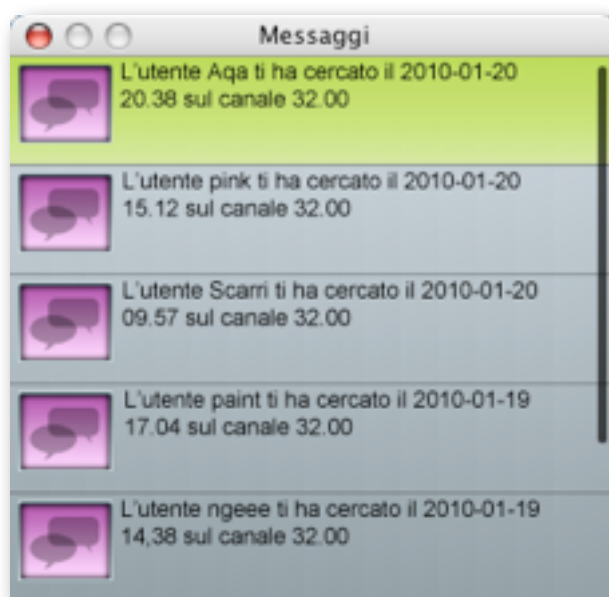 Messaggi
L'utente Aqa ti ha cercato il 2010-01-20
20.38 sul canale 32.00
L'utente pink ti ha cercato il 2010-01-20
15.12 sul canale 32.00
L'utente Scarri ti ha cercato il 2010-01-20
09.57 sul canale 32.00
L'utente paint ti ha cercato il 2010-01-19
17.04 sul canale 32.00
L'utente ngeee ti ha cercato il 2010-01-19
14,38 sul canale 32.00